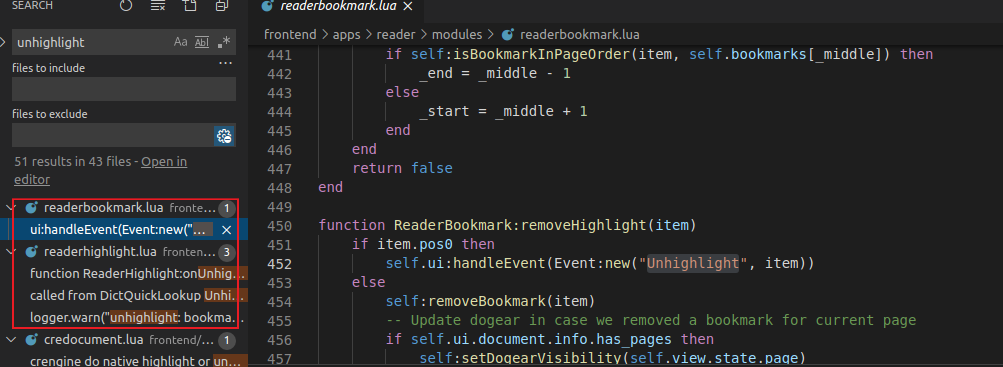 SEARCH
unhighlight
Aa Abl .*
files to include
files to exclude
51 results in 43 files - Open in
editor
readerbookmark.lua fronte... 1
ui:handleEvent(Event:new("...
readerhighlight.lua fronten... 3
function ReaderHighlight:onUnhig...
called from DictQuickLookup Unhi...
logger.warn("unhighlight: bookma...
credocument.lua frontend/... 1
crengine do native highlight or un...
readerbookmark.lua
frontend > apps > reader > modules > readerbookmark.lua
441 if self:isBookmarkInPageOrder(item, self.bookmarks[_middle]) then
442 _end = _middle - 1
443 else
444 _start = _middle + 1
445 end
446 end
447 return false
448 end
449
450 function ReaderBookmark:removeHighlight(item)
451 if item.pos0 then
452 self.ui:handleEvent(Event:new("Unhighlight", item))
453 else
454 self:removeBookmark(item)
455 -- Update dogear in case we removed a bookmark for current page
456 if self.ui.document.info.has_pages then
457 self:setDogearVisibility(self.view.state.page)